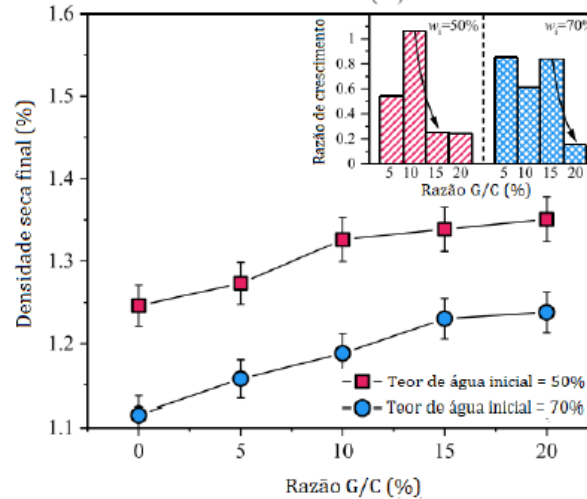 1.6
1.5
1.4
1.3
1.2
1.1
Densidade seca final (%)
0 5 10 15 20
Razão G/C (%)
Teor de água inicial = 50%
Teor de água inicial = 70%
wᵢ=50% wᵢ=70%
1
0.8
0.6
0.4
0.2
0
Razão de crescimento
5 10 15 20 5 10 15 20
Razão G/C (%)